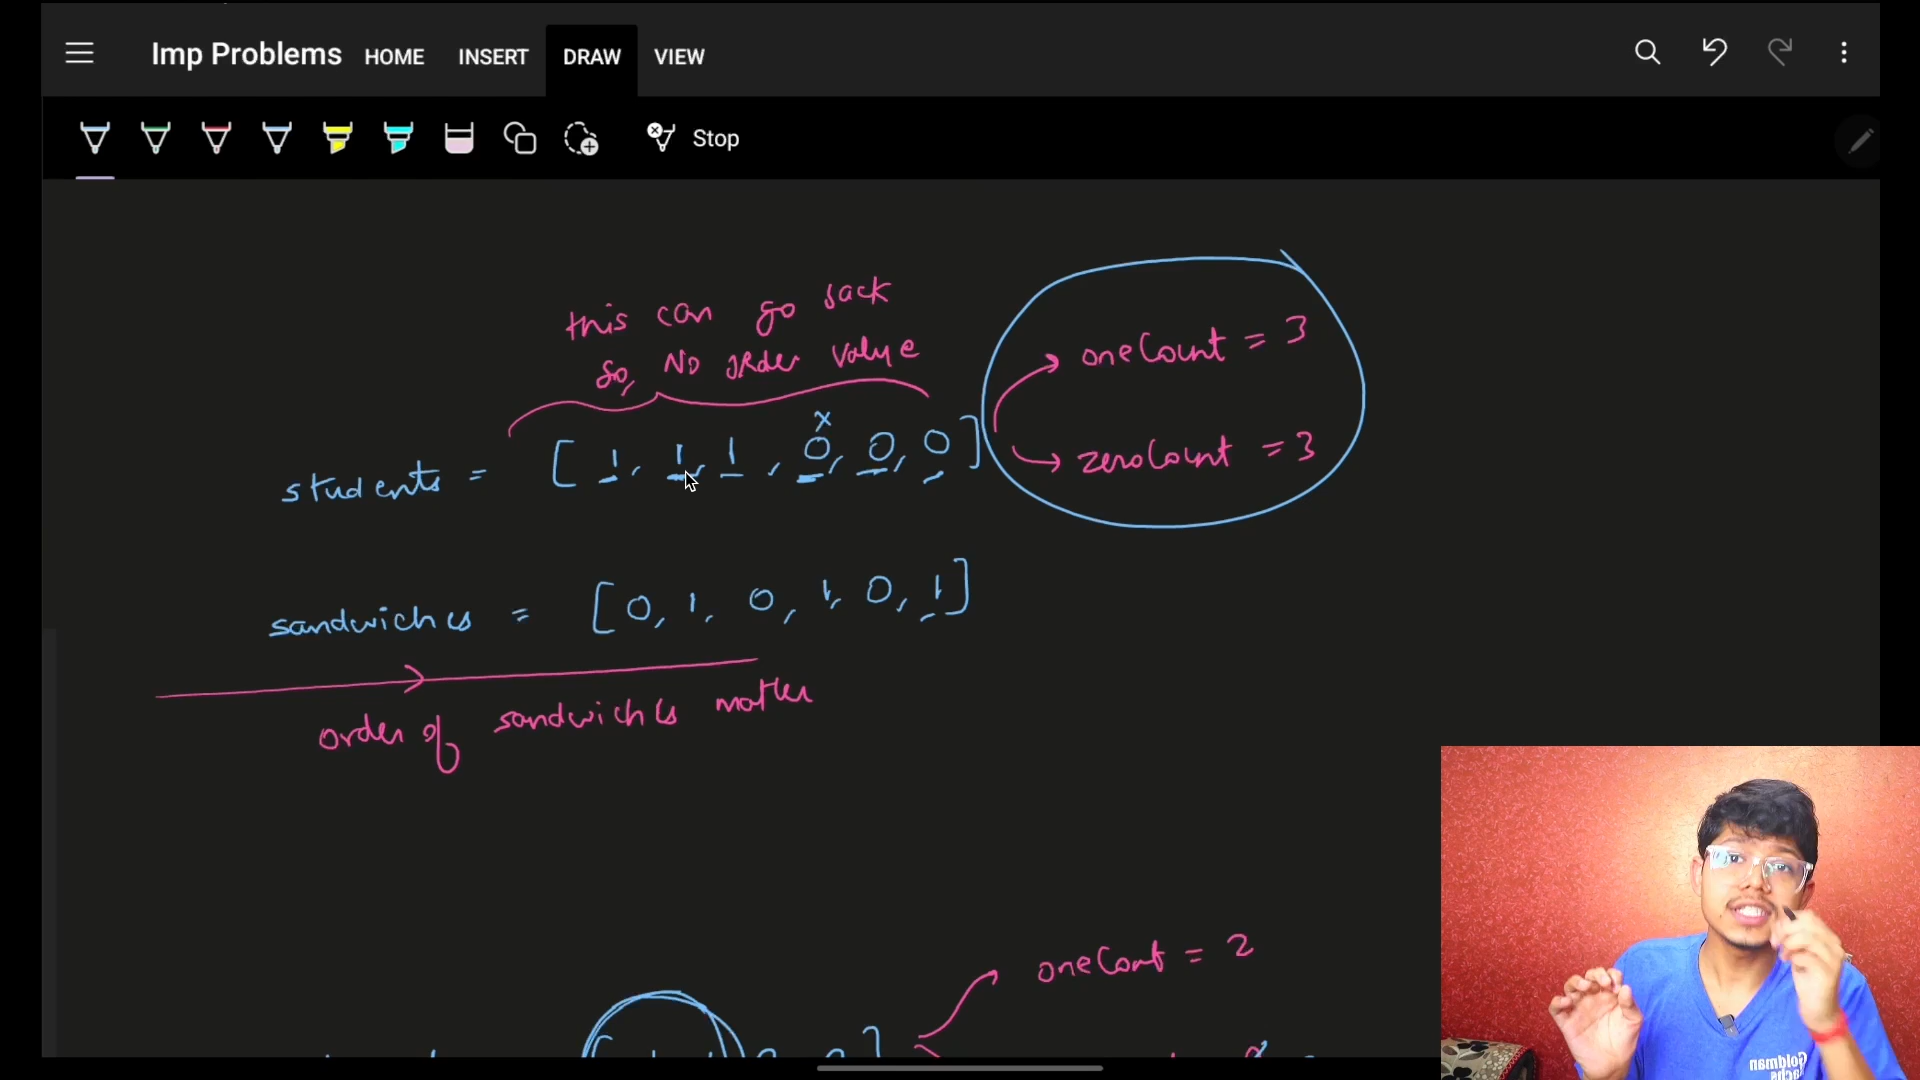 Imp Problems HOME INSERT DRAW VIEW
Stop
this can go back
So, No order value
oneCount = 3
x
students = [ 1, 1, 1, 0, 0, 0 ]
zeroCount = 3
sandwiches = [ 0, 1, 0, 1, 0, 1 ]
order of sandwiches matter
oneCont = 2
Goldman